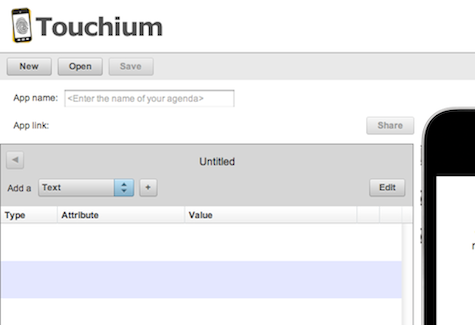 Touchium
New Open Save
App name: <Enter the name of your agenda>
App link: Share
Untitled
Add a Text + Edit
Type Attribute Value